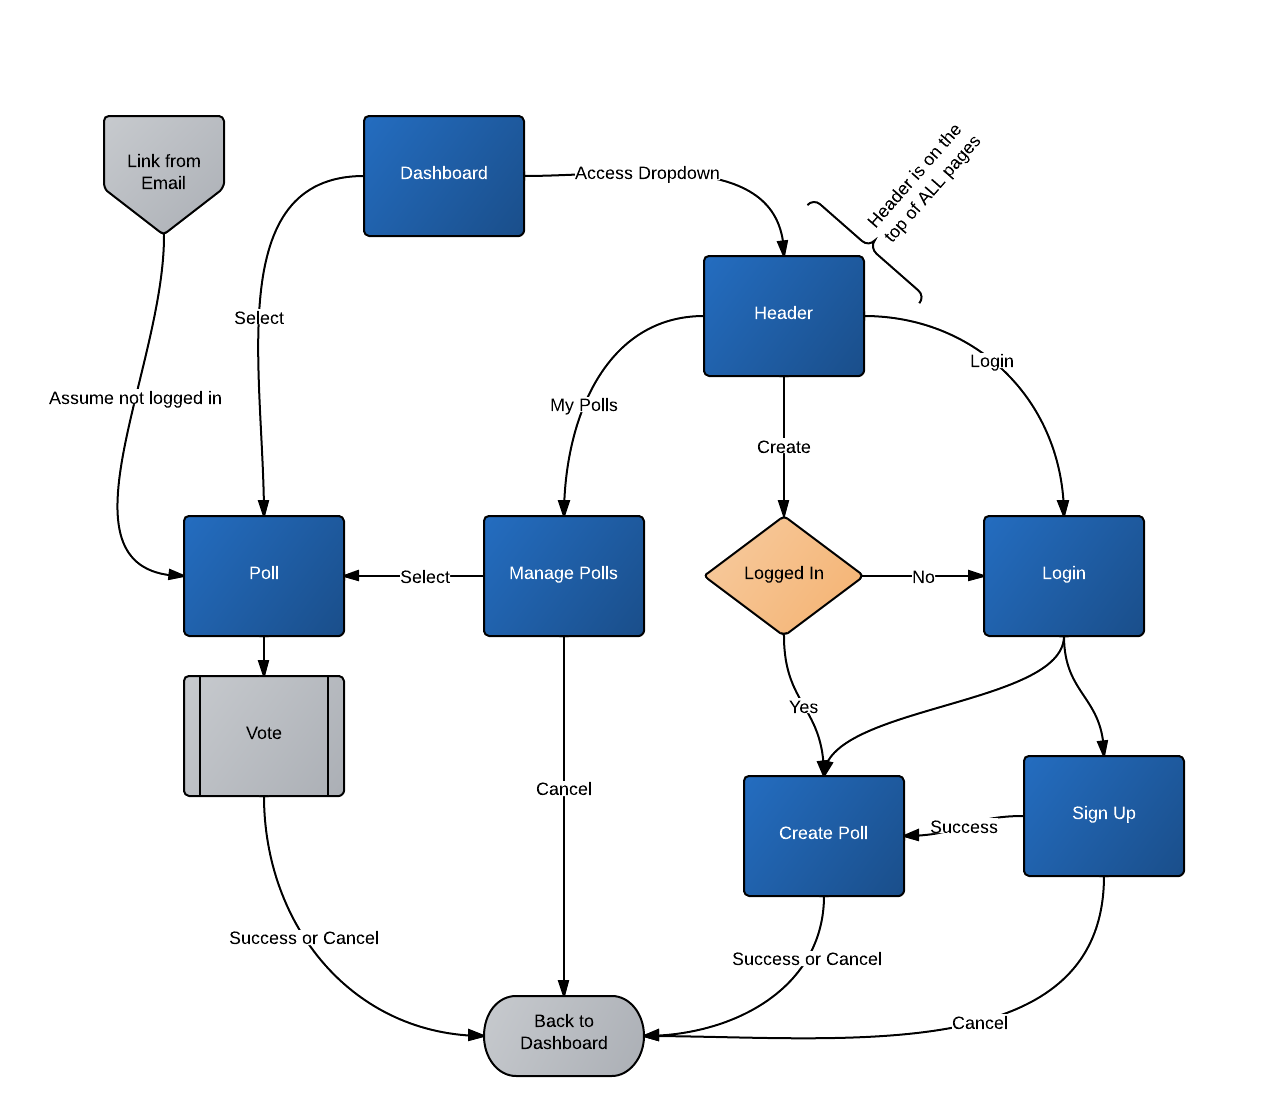 Link from
Email
Dashboard
Access Dropdown
Header is on the
top of ALL pages
Header
Select
Login
Assume not logged in
My Polls
Create
Poll
Select
Manage Polls
Logged In
No
Login
Yes
Vote
Cancel
Create Poll
Success
Sign Up
Success or Cancel
Success or Cancel
Back to
Dashboard
Cancel